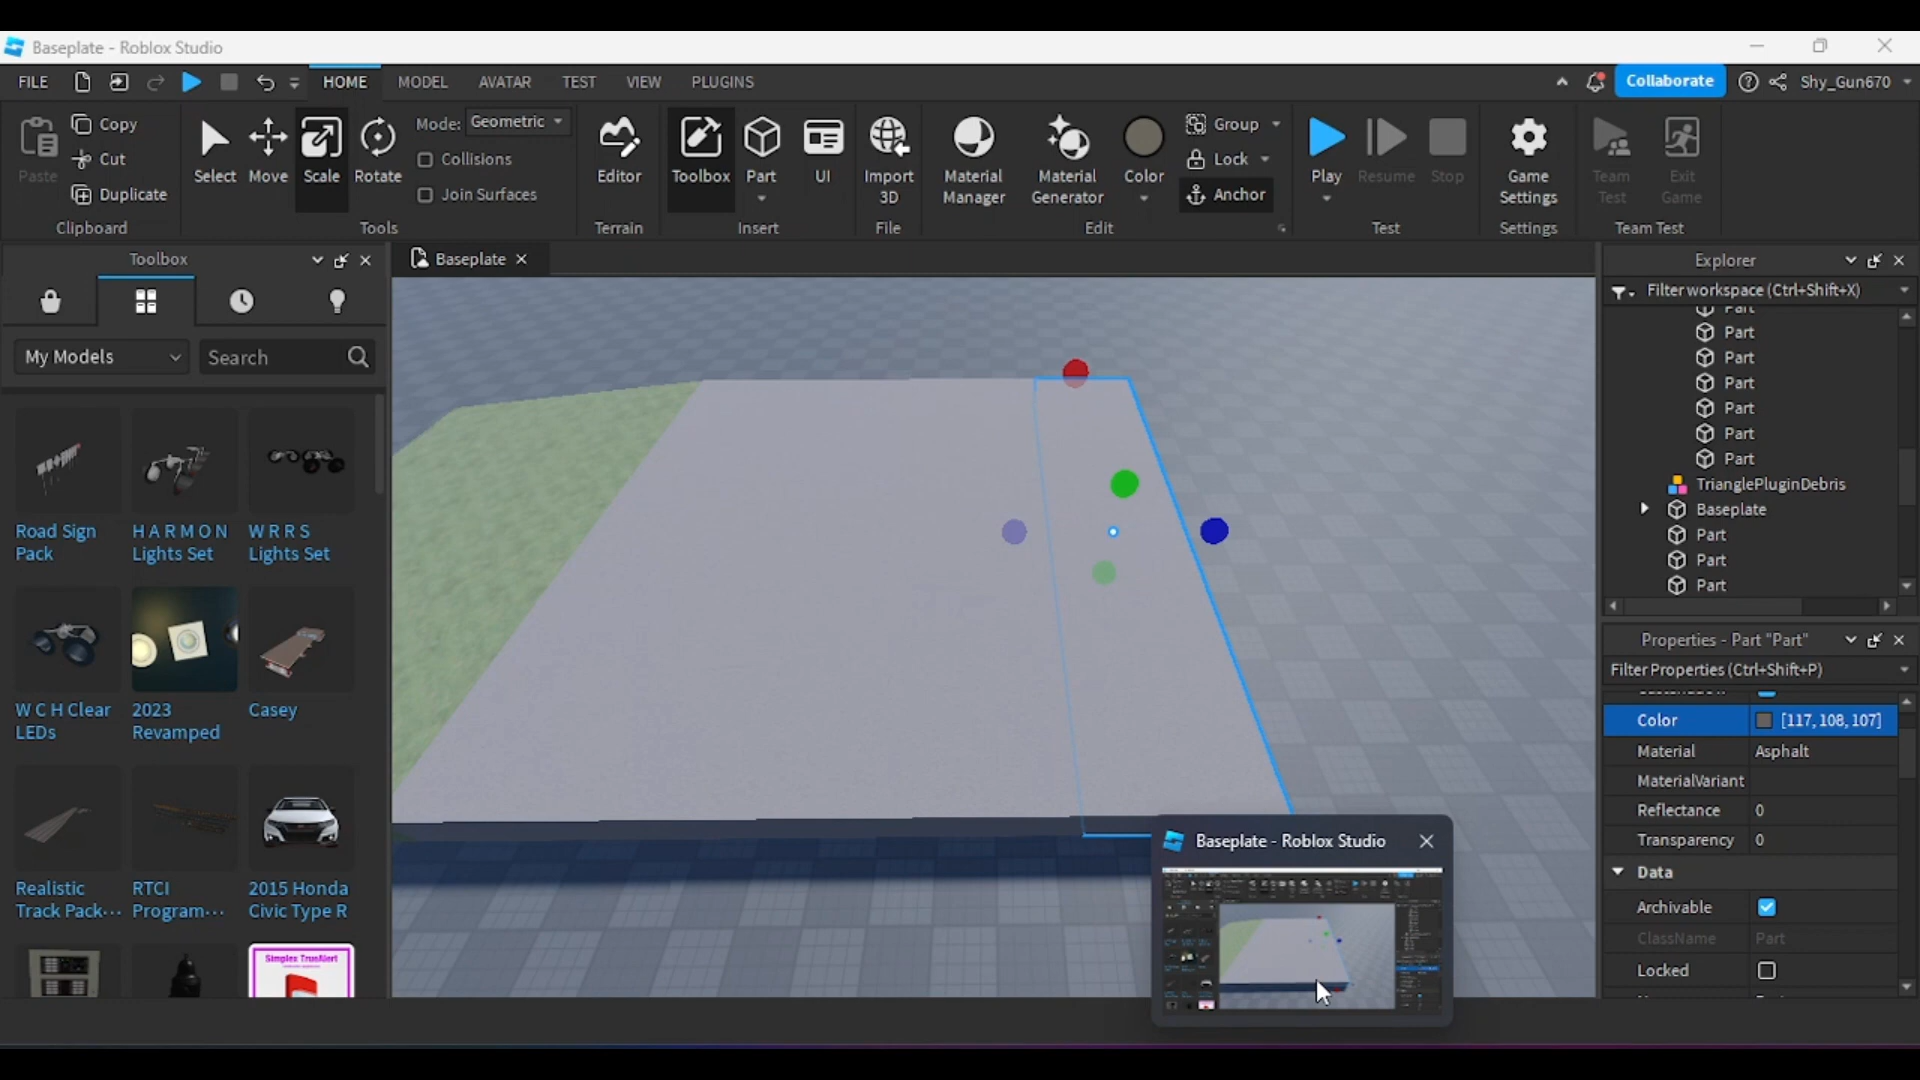 Baseplate - Roblox Studio
FILE HOME MODEL AVATAR TEST VIEW PLUGINS Collaborate Shy_Gun670
Paste
Copy
Cut
Duplicate
Clipboard
Select Move Scale Rotate
Mode: Geometric
Collisions
Join Surfaces
Tools
Editor
Terrain
Toolbox Part UI
Insert
Import
3D
File
Material
Manager
Material
Generator
Color
Group
Lock
Anchor
Edit
Play Resume Stop
Test
Game
Settings
Settings
Team
Test
Exit
Game
Team Test
Toolbox
My Models Search
Road Sign
Pack
H A R M O N
Lights Set
W R R S
Lights Set
W C H Clear
LEDs
2023
Revamped
Casey
Realistic
Track Pack...
RTCI
Program...
2015 Honda
Civic Type R
Simplex TrueAlert
Baseplate
Baseplate - Roblox Studio
Explorer
Filter workspace (Ctrl+Shift+X)
Part
Part
Part
Part
Part
Part
Part
TrianglePluginDebris
Baseplate
Part
Part
Part
Properties - Part "Part"
Filter Properties (Ctrl+Shift+P)
Color [117, 108, 107]
Material Asphalt
MaterialVariant
Reflectance 0
Transparency 0
Data
Archivable
ClassName Part
Locked